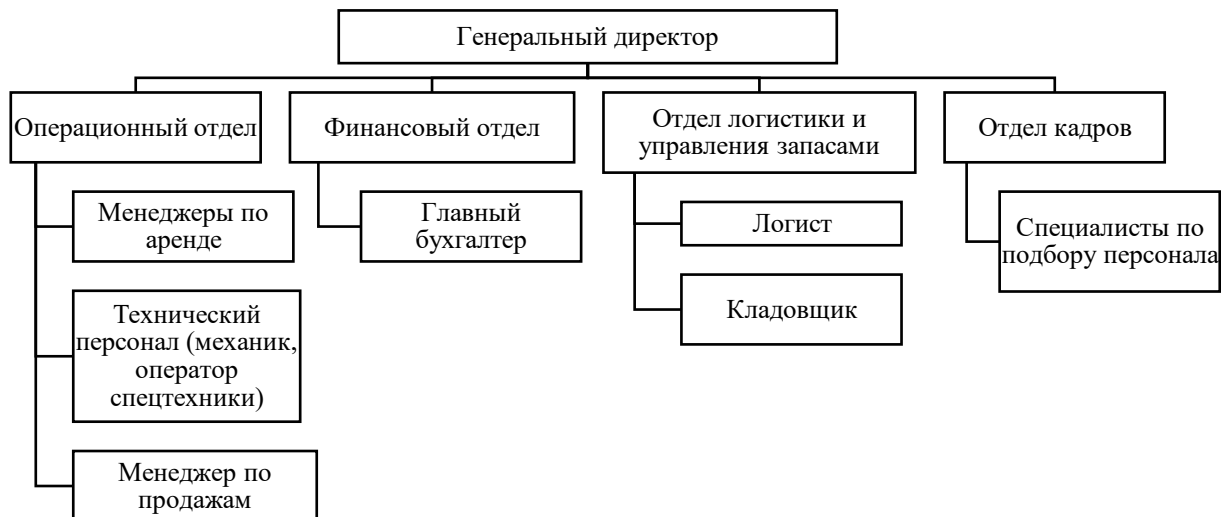 Генеральный директор
Операционный отдел
Финансовый отдел
Отдел логистики и
управления запасами
Отдел кадров
Менеджеры по
аренде
Технический
персонал (механик,
оператор
спецтехники)
Менеджер по
продажам
Главный
бухгалтер
Логист
Кладовщик
Специалисты по
подбору персонала